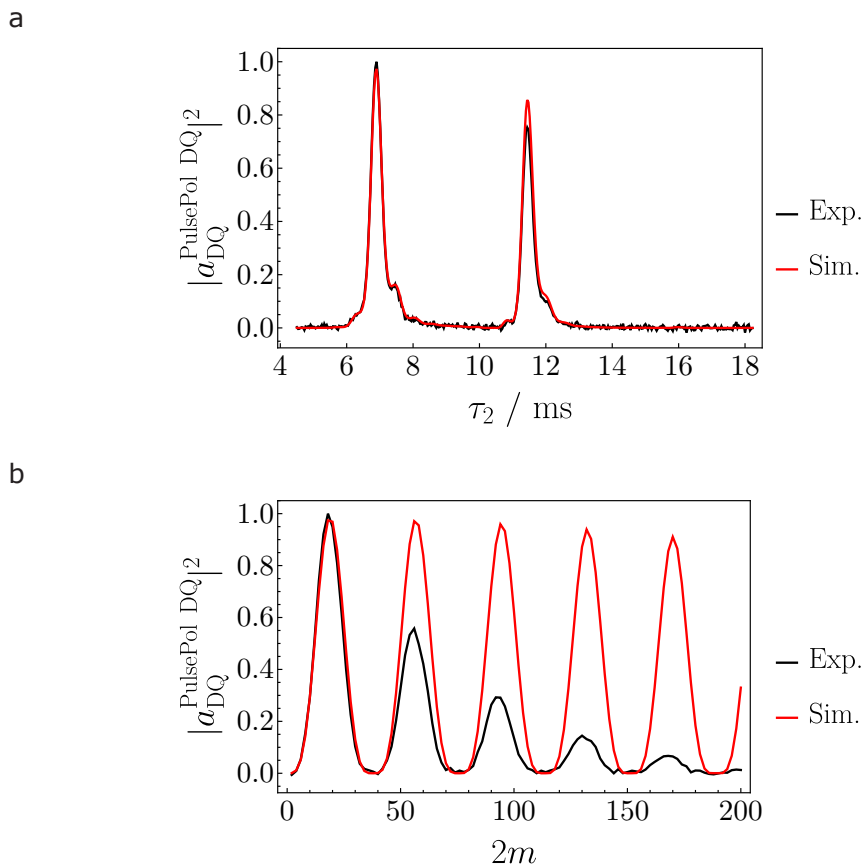 a
|a_DQ^PulsePol DQ|²
1.0
0.8
0.6
0.4
0.2
0.0
4 6 8 10 12 14 16 18
τ₂ / ms
Exp.
Sim.
b
|a_DQ^PulsePol DQ|²
1.0
0.8
0.6
0.4
0.2
0.0
0 50 100 150 200
2m
Exp.
Sim.